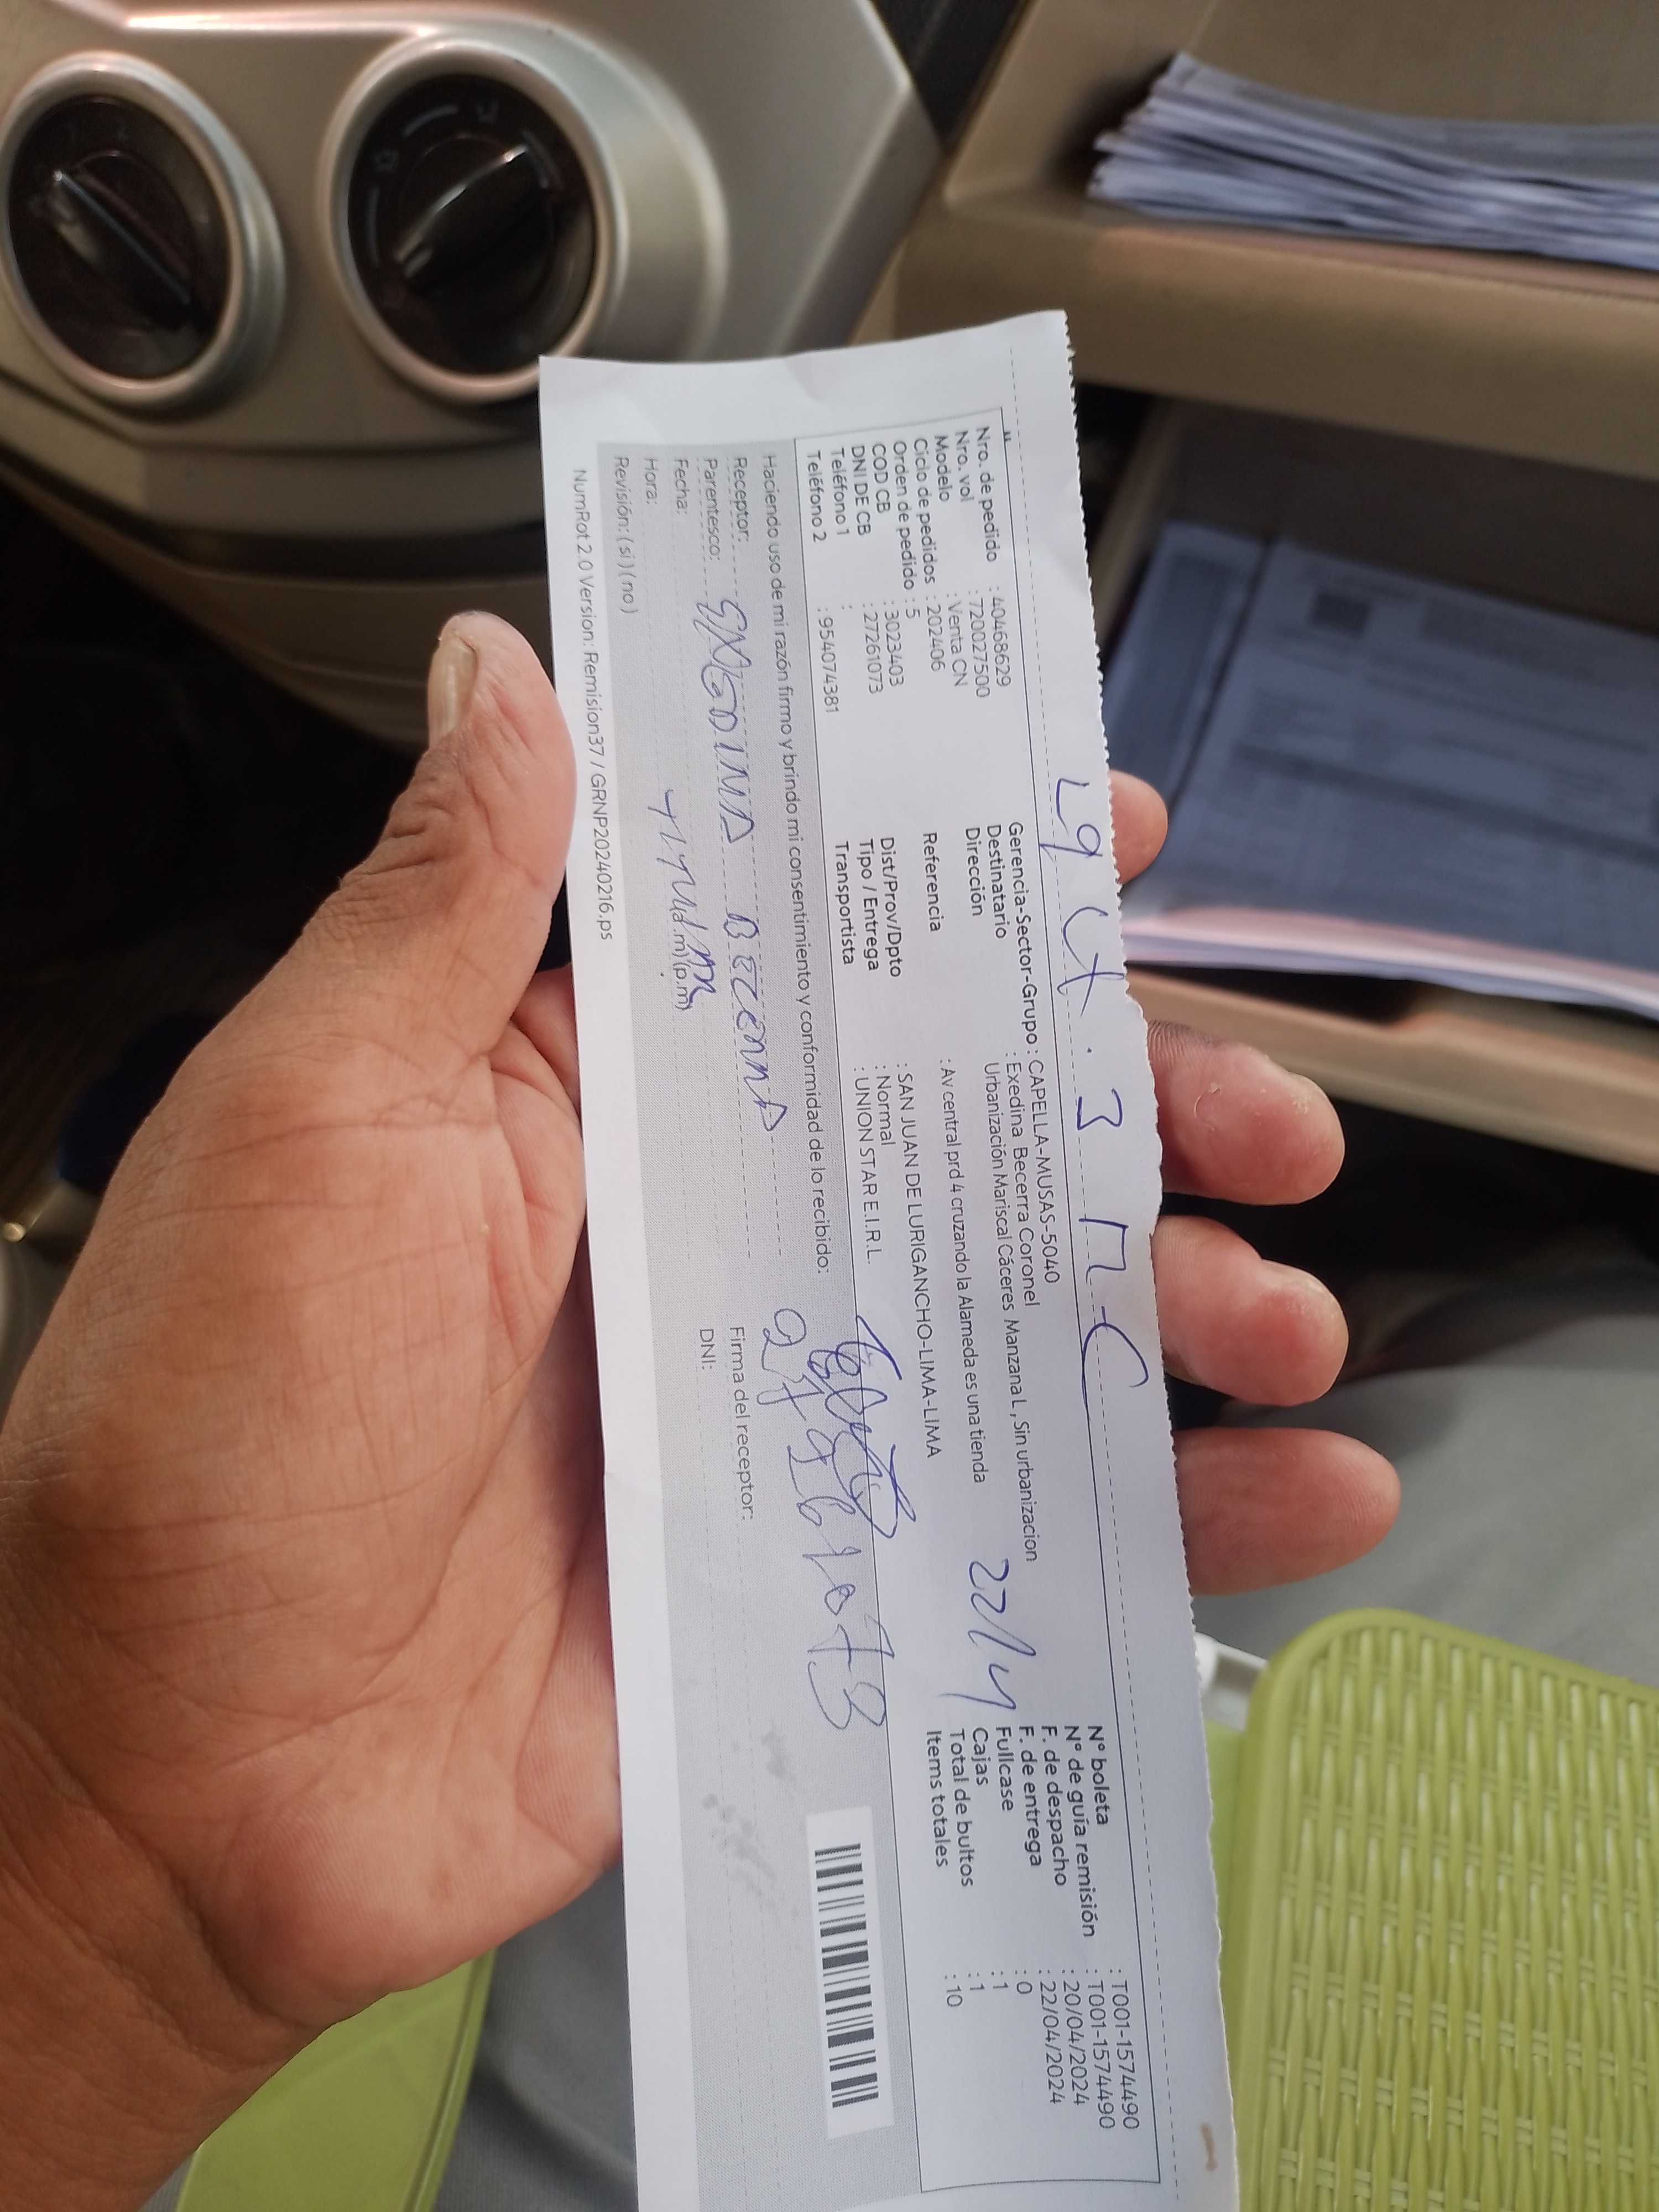 Lq Ct. 3 M-C
Nro. de pedido : 40468629
Nro. vol : 720027500
Modelo : Venta CN
Ciclo de pedidos : 202406
Orden de pedido : 5
COD CB : 3023403
DNI DE CB : 27261073
Teléfono 1 :
Teléfono 2 : 954074381
Gerencia-Sector-Grupo : CAPELLA-MUSAS-5040
Destinatario : Exedina Becerra Coronel
Dirección : Urbanización Mariscal Cáceres Manzana L , Sin urbanizacion
Referencia : Av central prd 4 cruzando la Alameda es una tienda
Dist/Prov/Dpto : SAN JUAN DE LURIGANCHO-LIMA-LIMA
Tipo / Entrega : Normal
Transportista : UNION STAR E.I.R.L.
22/4
N° boleta : T001-1574490
N° de guía remisión : T001-1574490
F. de despacho : 20/04/2024
F. de entrega : 22/04/2024
Fullcase : 0
Cajas : 1
Total de bultos : 1
Items totales : 10
Haciendo uso de mi razón firmo y brindo mi consentimiento y conformidad de lo recibido:
Receptor: EXEDINA BECERRA
Parentesco:
Fecha:
Hora: (a.m)(p.m)
Revisión: (si) (no)
27261073
Firma del receptor:
DNI:
NumRot 2.0 Version: Remision37 / GRNP20240216.ps